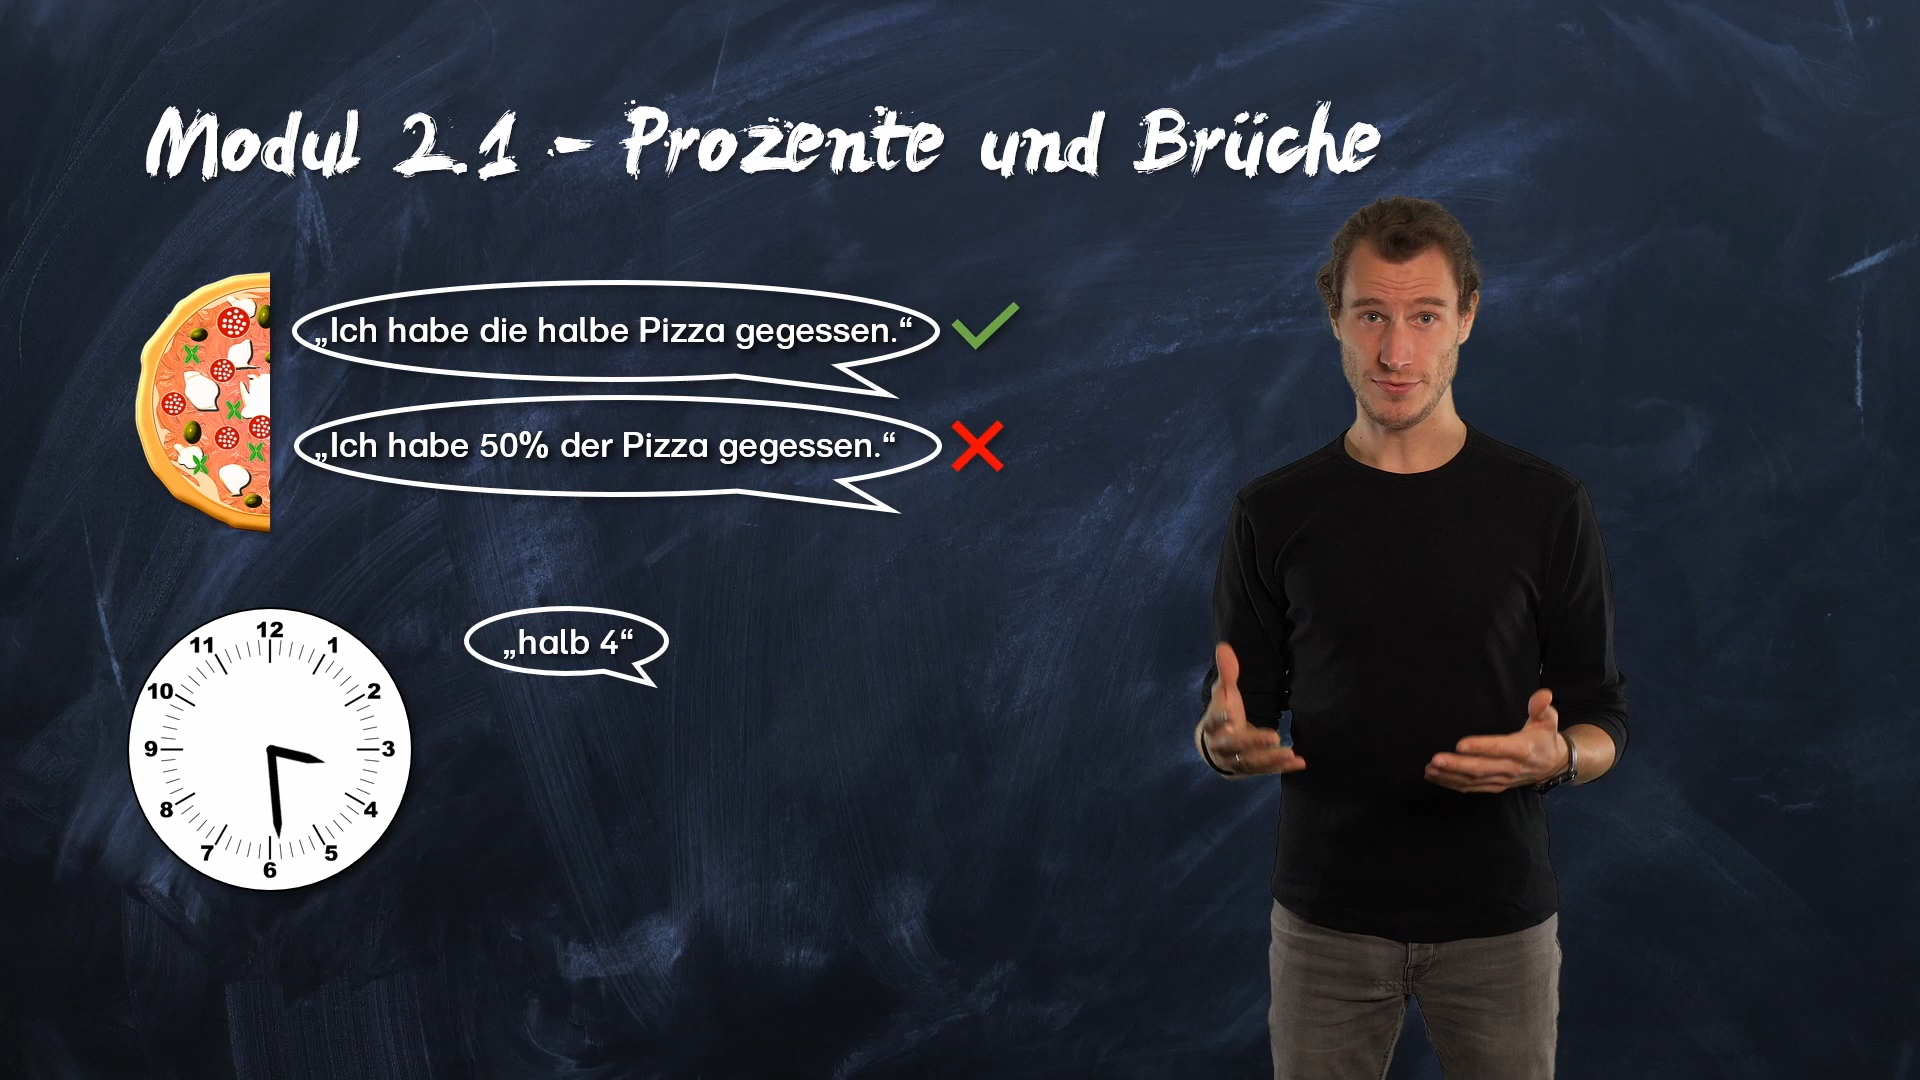 Modul 2.1 - Prozente und Brüche
„Ich habe die halbe Pizza gegessen.“
„Ich habe 50% der Pizza gegessen.“
„halb 4“
12
11 1
10 2
9 3
8 4
7 5
6